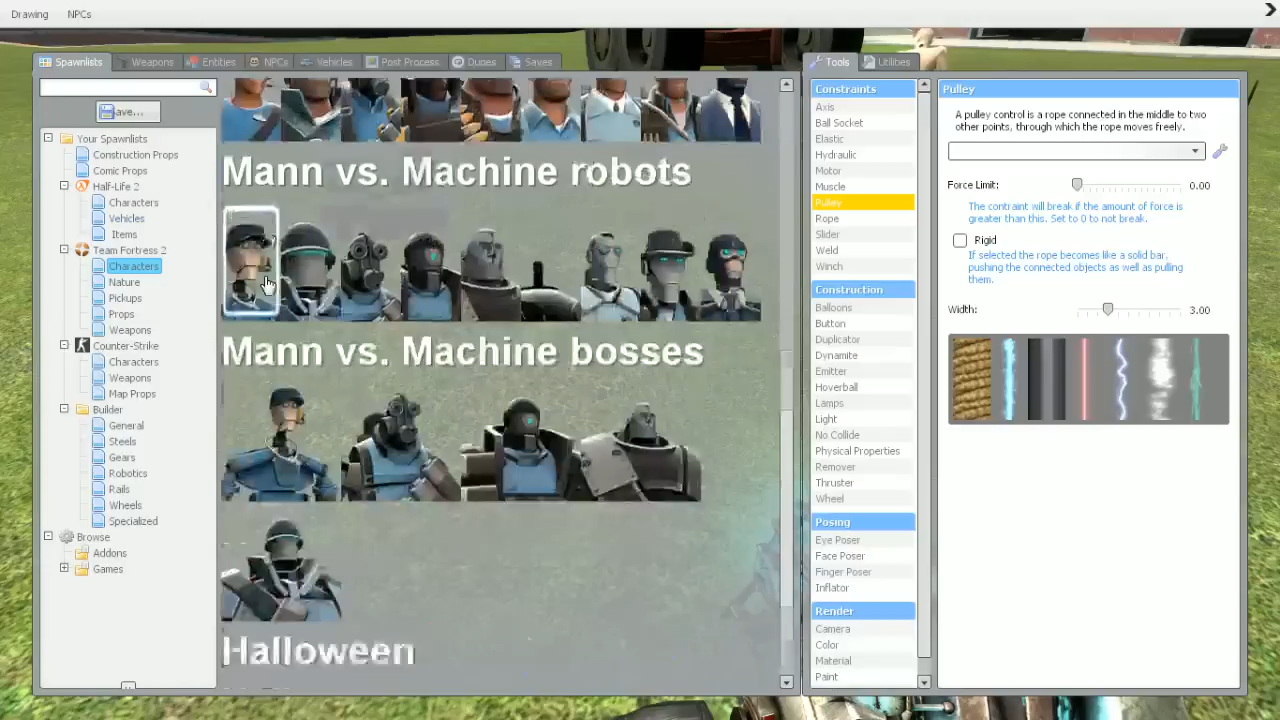 Drawing NPCs
Spawnlists Weapons Entities NPCs Vehicles Post Process Dupes Saves
Save...
Your Spawnlists
Construction Props
Comic Props
Half-Life 2
Characters
Vehicles
Items
Team Fortress 2
Characters
Nature
Pickups
Props
Weapons
Counter-Strike
Characters
Weapons
Map Props
Builder
General
Steels
Gears
Robotics
Rails
Wheels
Specialized
Browse
Addons
Games
Mann vs. Machine robots
Mann vs. Machine bosses
Halloween
Tools Utilities
Constraints
Axis
Ball Socket
Elastic
Hydraulic
Motor
Muscle
Pulley
Rope
Slider
Weld
Winch
Construction
Balloons
Button
Duplicator
Dynamite
Emitter
Hoverball
Lamps
Light
No Collide
Physical Properties
Remover
Thruster
Wheel
Posing
Eye Poser
Face Poser
Finger Poser
Inflator
Render
Camera
Color
Material
Paint
Pulley
A pulley control is a rope connected in the middle to two
other points, through which the rope moves freely.
Force Limit: 0.00
The contraint will break if the amount of force is
greater than this. Set to 0 to not break.
Rigid
If selected the rope becomes like a solid bar,
pushing the connected objects as well as pulling
them.
Width: 3.00